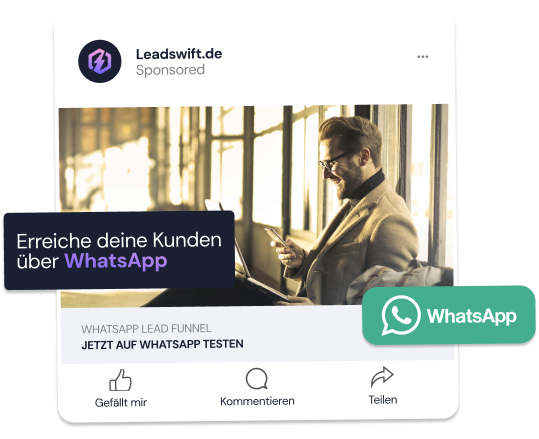 Leadswift.de
Sponsored
Erreiche deine Kunden
über WhatsApp
WhatsApp
WHATSAPP LEAD FUNNEL
JETZT AUF WHATSAPP TESTEN
Gefällt mir
Kommentieren
Teilen